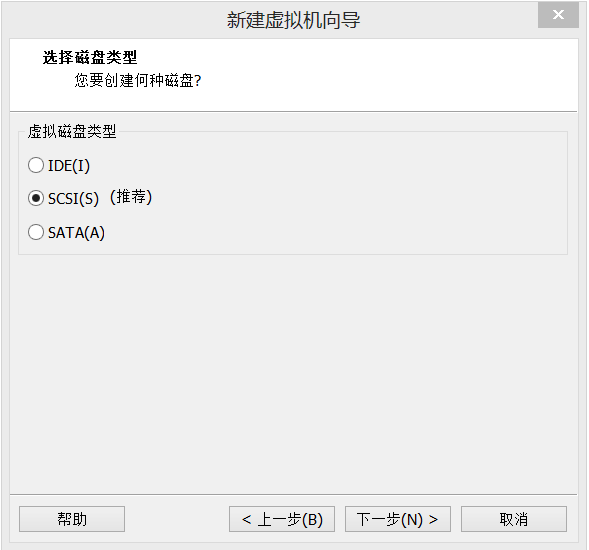 新建虚拟机向导
选择磁盘类型
您要创建何种磁盘?
虚拟磁盘类型
IDE(I)
SCSI(S) (推荐)
SATA(A)
帮助 < 上一步(B) 下一步(N) > 取消